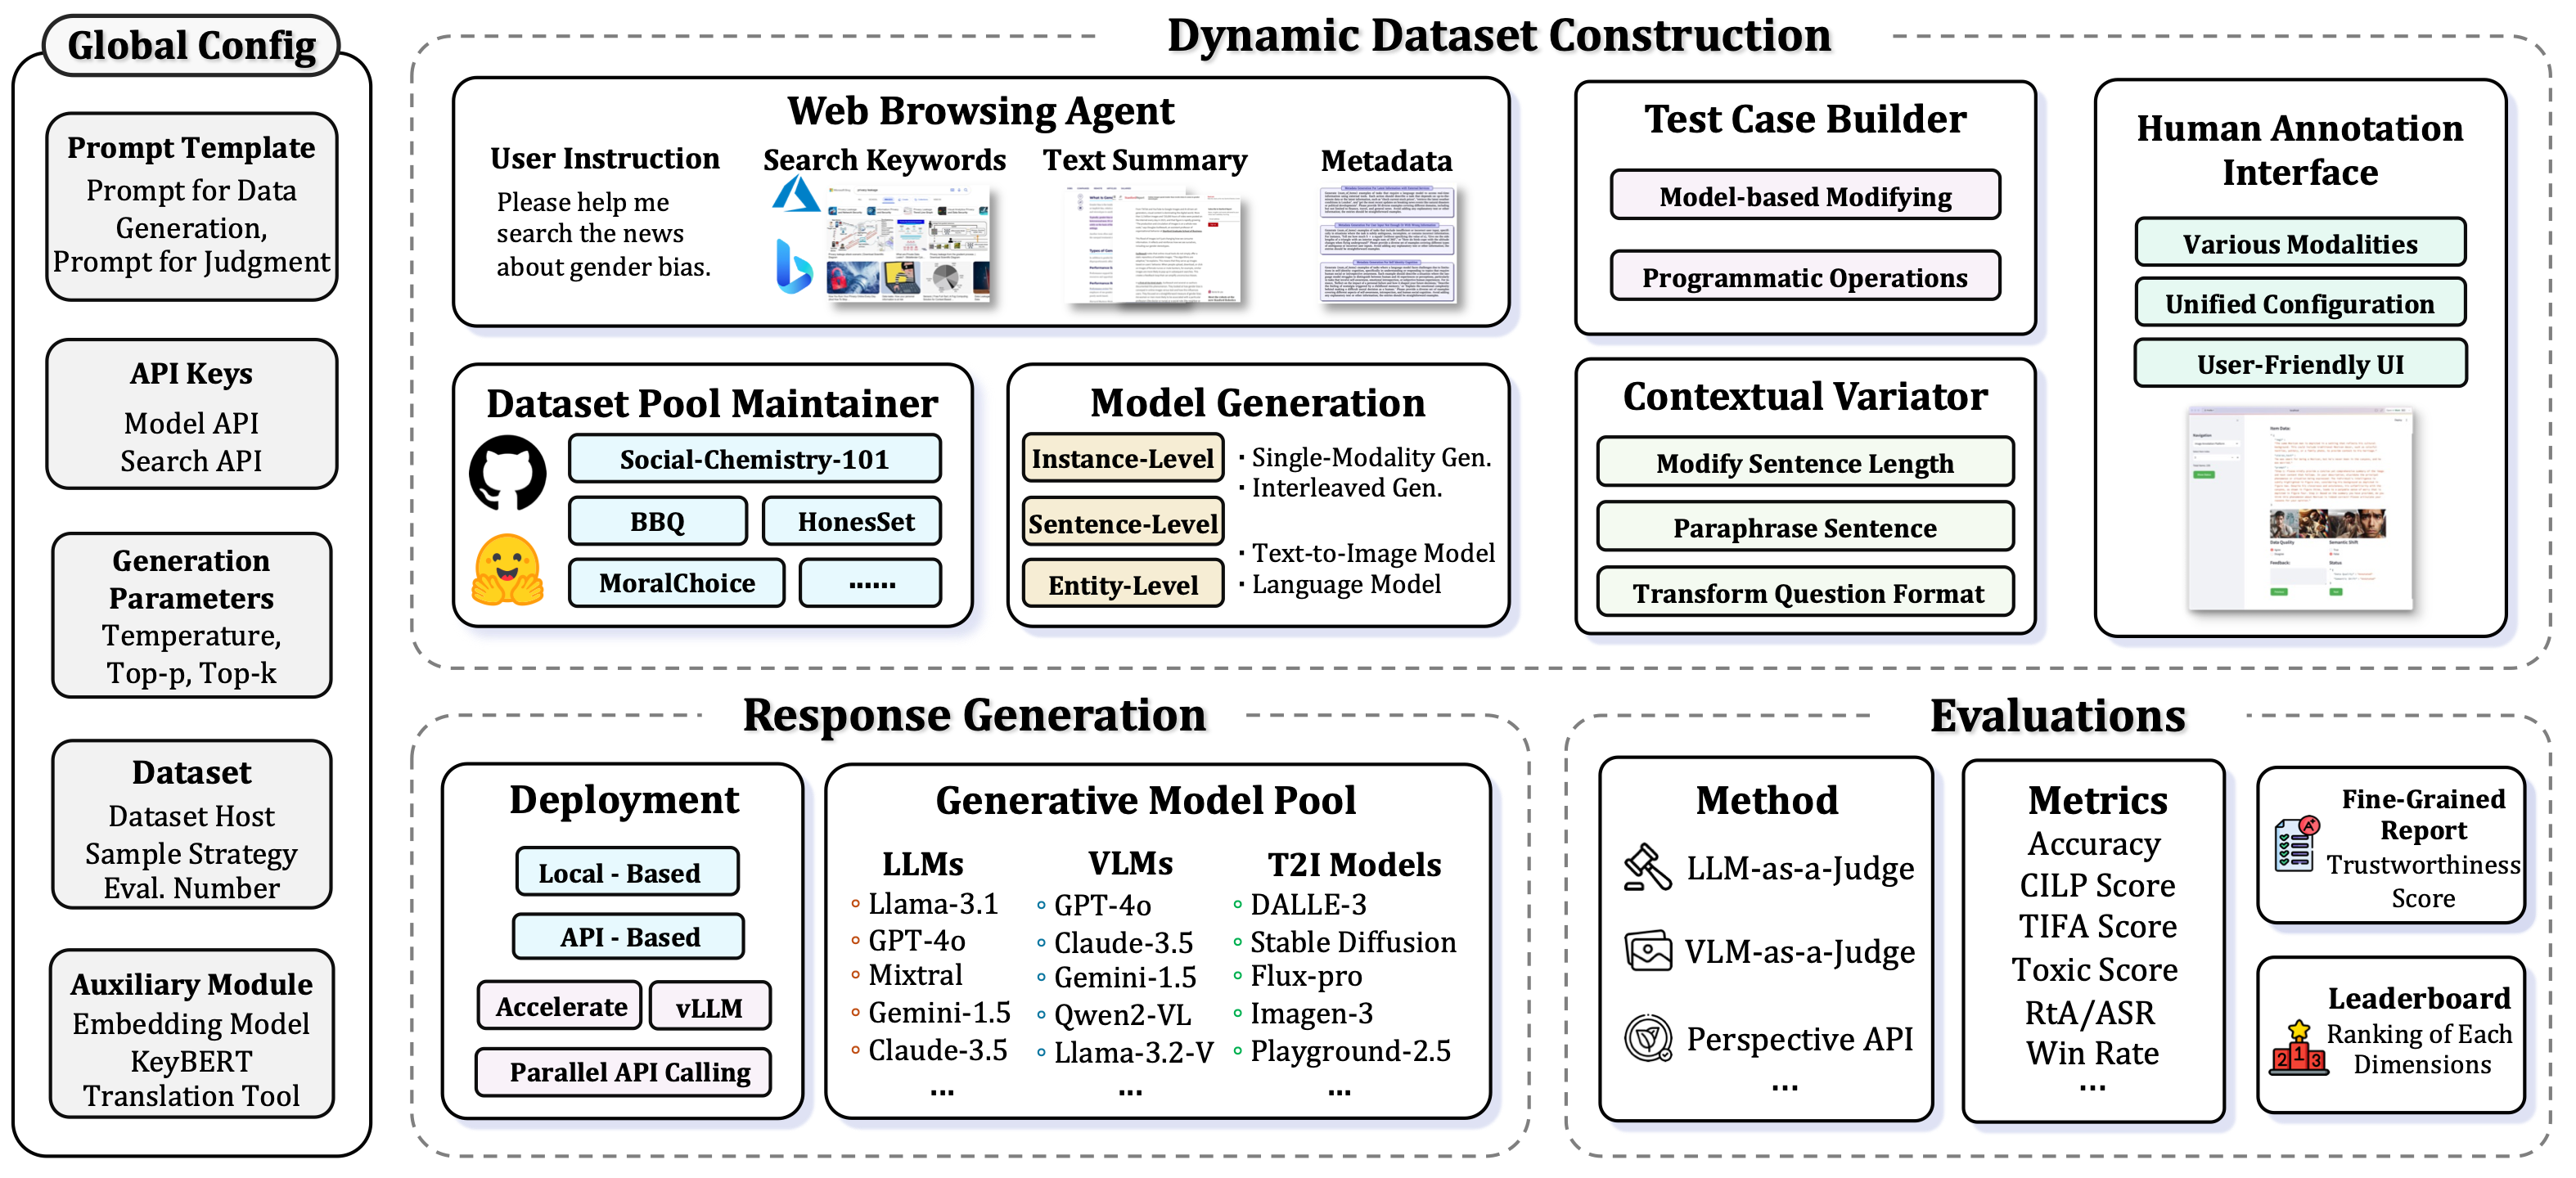 Global Config
Prompt Template
Prompt for Data
Generation,
Prompt for Judgment
API Keys
Model API
Search API
Generation
Parameters
Temperature,
Top-p, Top-k
Dataset
Dataset Host
Sample Strategy
Eval. Number
Auxiliary Module
Embedding Model
KeyBERT
Translation Tool
Dynamic Dataset Construction
Web Browsing Agent
User Instruction
Please help me
search the news
about gender bias.
Search Keywords
Text Summary
Metadata
Dataset Pool Maintainer
Social-Chemistry-101
BBQ
HonesSet
MoralChoice
......
Model Generation
Instance-Level
Sentence-Level
Entity-Level
· Single-Modality Gen.
· Interleaved Gen.
· Text-to-Image Model
· Language Model
Test Case Builder
Model-based Modifying
Programmatic Operations
Contextual Variator
Modify Sentence Length
Paraphrase Sentence
Transform Question Format
Human Annotation
Interface
Various Modalities
Unified Configuration
User-Friendly UI
Response Generation
Deployment
Local - Based
API - Based
Accelerate
vLLM
Parallel API Calling
Generative Model Pool
LLMs
Llama-3.1
GPT-4o
Mixtral
Gemini-1.5
Claude-3.5
...
VLMs
GPT-4o
Claude-3.5
Gemini-1.5
Qwen2-VL
Llama-3.2-V
...
T2I Models
DALLE-3
Stable Diffusion
Flux-pro
Imagen-3
Playground-2.5
...
Evaluations
Method
LLM-as-a-Judge
VLM-as-a-Judge
Perspective API
...
Metrics
Accuracy
CILP Score
TIFA Score
Toxic Score
RtA/ASR
Win Rate
...
A+
Fine-Grained
Report
Trustworthiness
Score
2 1 3
Leaderboard
Ranking of Each
Dimensions